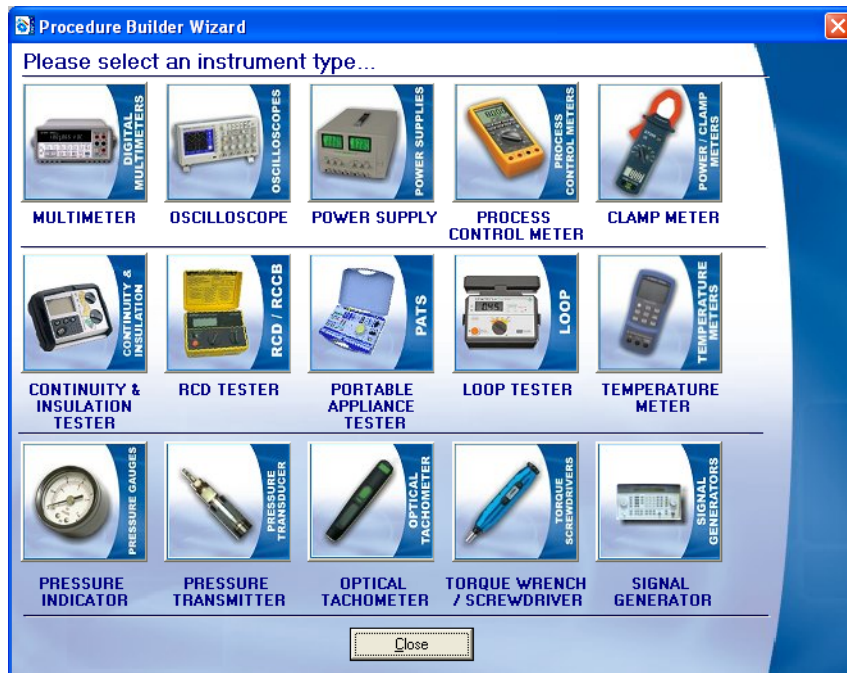 Procedure Builder Wizard
Please select an instrument type...
DIGITAL
MULTIMETERS
OSCILLOSCOPES
POWER SUPPLIES
PROCESS
CONTROL METERS
POWER / CLAMP
METERS
MULTIMETER
OSCILLOSCOPE
POWER SUPPLY
PROCESS
CONTROL METER
CLAMP METER
CONTINUITY &
INSULATION
RCD / RCCB
PATS
LOOP
TEMPERATURE
METERS
CONTINUITY &
INSULATION
TESTER
RCD TESTER
PORTABLE
APPLIANCE
TESTER
LOOP TESTER
TEMPERATURE
METER
PRESSURE GAUGES
PRESSURE
TRANSDUCER
OPTICAL
TACHOMETER
TORQUE
SCREWDRIVERS
SIGNAL
GENERATORS
PRESSURE
INDICATOR
PRESSURE
TRANSMITTER
OPTICAL
TACHOMETER
TORQUE WRENCH
/ SCREWDRIVER
SIGNAL
GENERATOR
Close